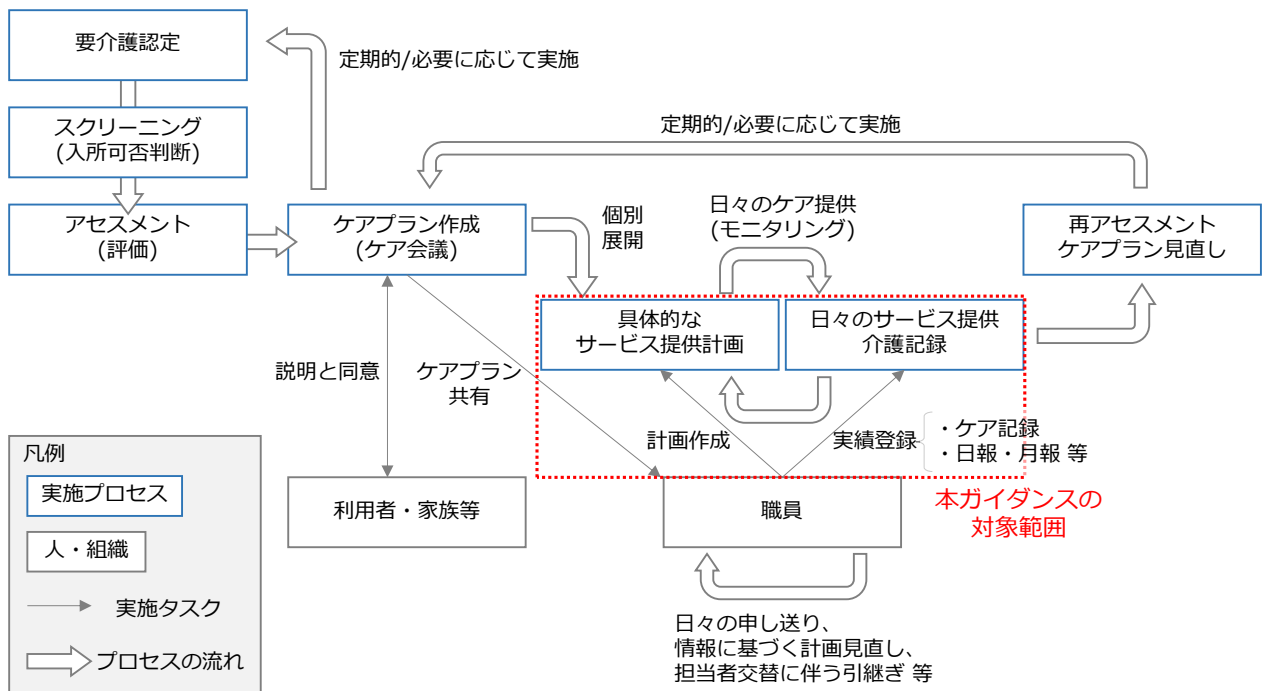 要介護認定
定期的/必要に応じて実施
スクリーニング
(入所可否判断)
定期的/必要に応じて実施
アセスメント
(評価)
ケアプラン作成
(ケア会議)
個別
展開
日々のケア提供
(モニタリング)
再アセスメント
ケアプラン見直し
具体的な
サービス提供計画
日々のサービス提供
介護記録
説明と同意
ケアプラン
共有
計画作成
実績登録
・ケア記録
・日報・月報 等
本ガイダンスの
対象範囲
利用者・家族等
職員
日々の申し送り、
情報に基づく計画見直し、
担当者交替に伴う引継ぎ 等
凡例
実施プロセス
人・組織
実施タスク
プロセスの流れ